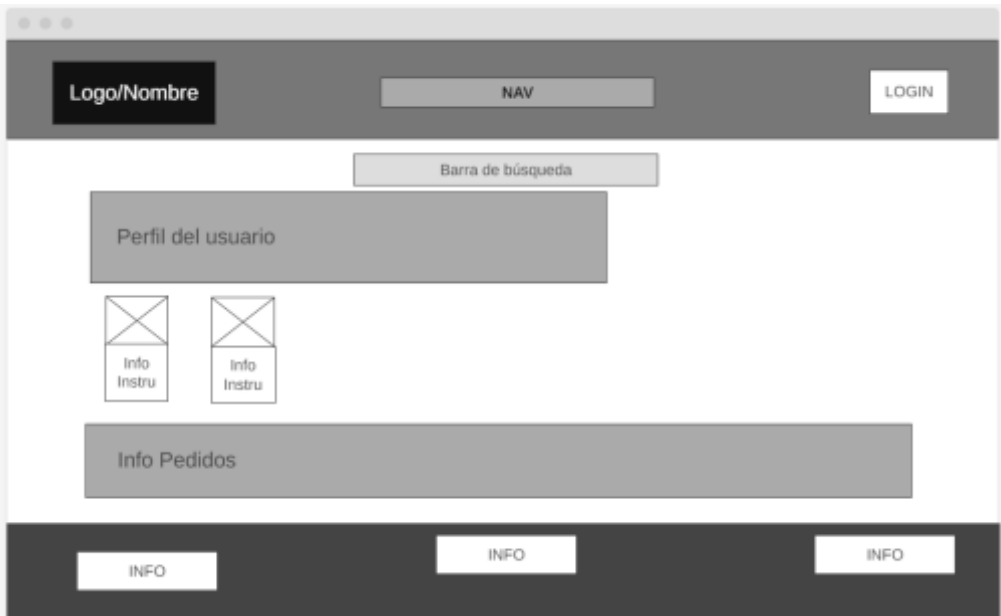 Logo/Nombre
NAV
LOGIN
Barra de búsqueda
Perfil del usuario
Info
Instru
Info
Instru
Info Pedidos
INFO
INFO
INFO